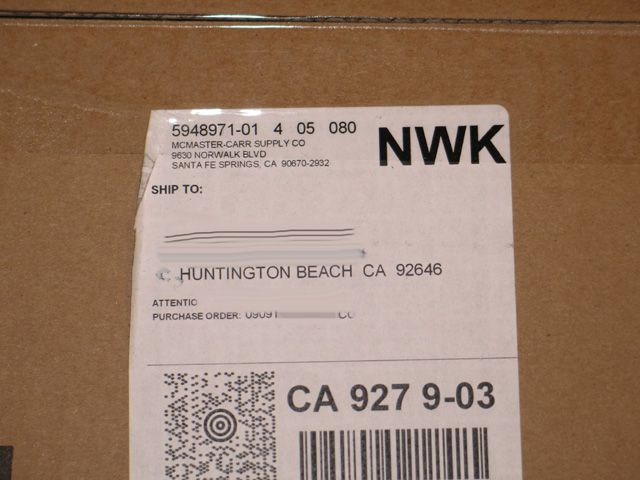 5948971-01 4 05 080
NWK
MCMASTER-CARR SUPPLY CO
9630 NORWALK BLVD
SANTA FE SPRINGS, CA 90670-2932
SHIP TO:
HUNTINGTON BEACH CA 92646
ATTENTIC
PURCHASE ORDER:
CA 927 9-03